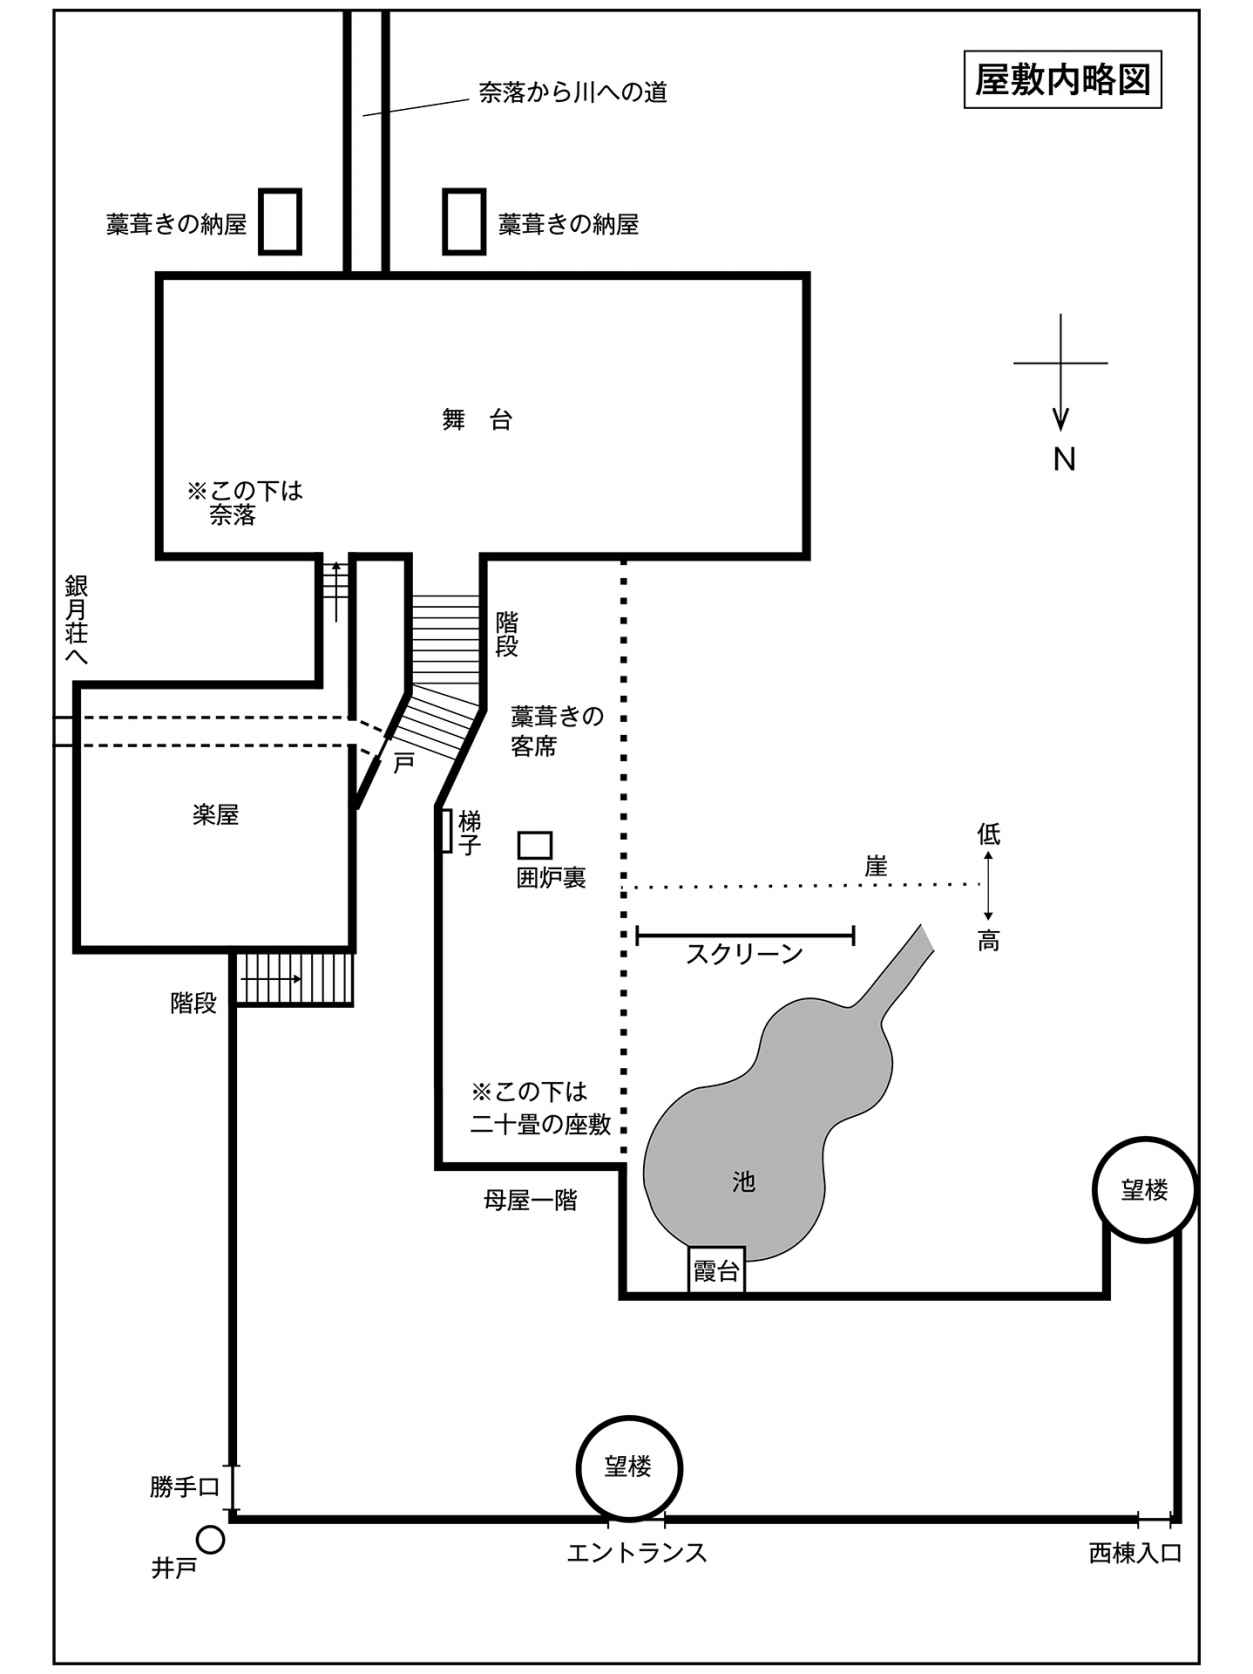 屋敷内略図
奈落から川への道
藁葺きの納屋
藁葺きの納屋
舞 台
N
※この下は
奈落
銀月荘へ
階段
藁葺きの
客席
戸
楽屋
梯子
囲炉裏
低
崖
高
スクリーン
階段
※この下は
二十畳の座敷
池
望楼
母屋一階
霞台
望楼
勝手口
エントランス
西棟入口
井戸